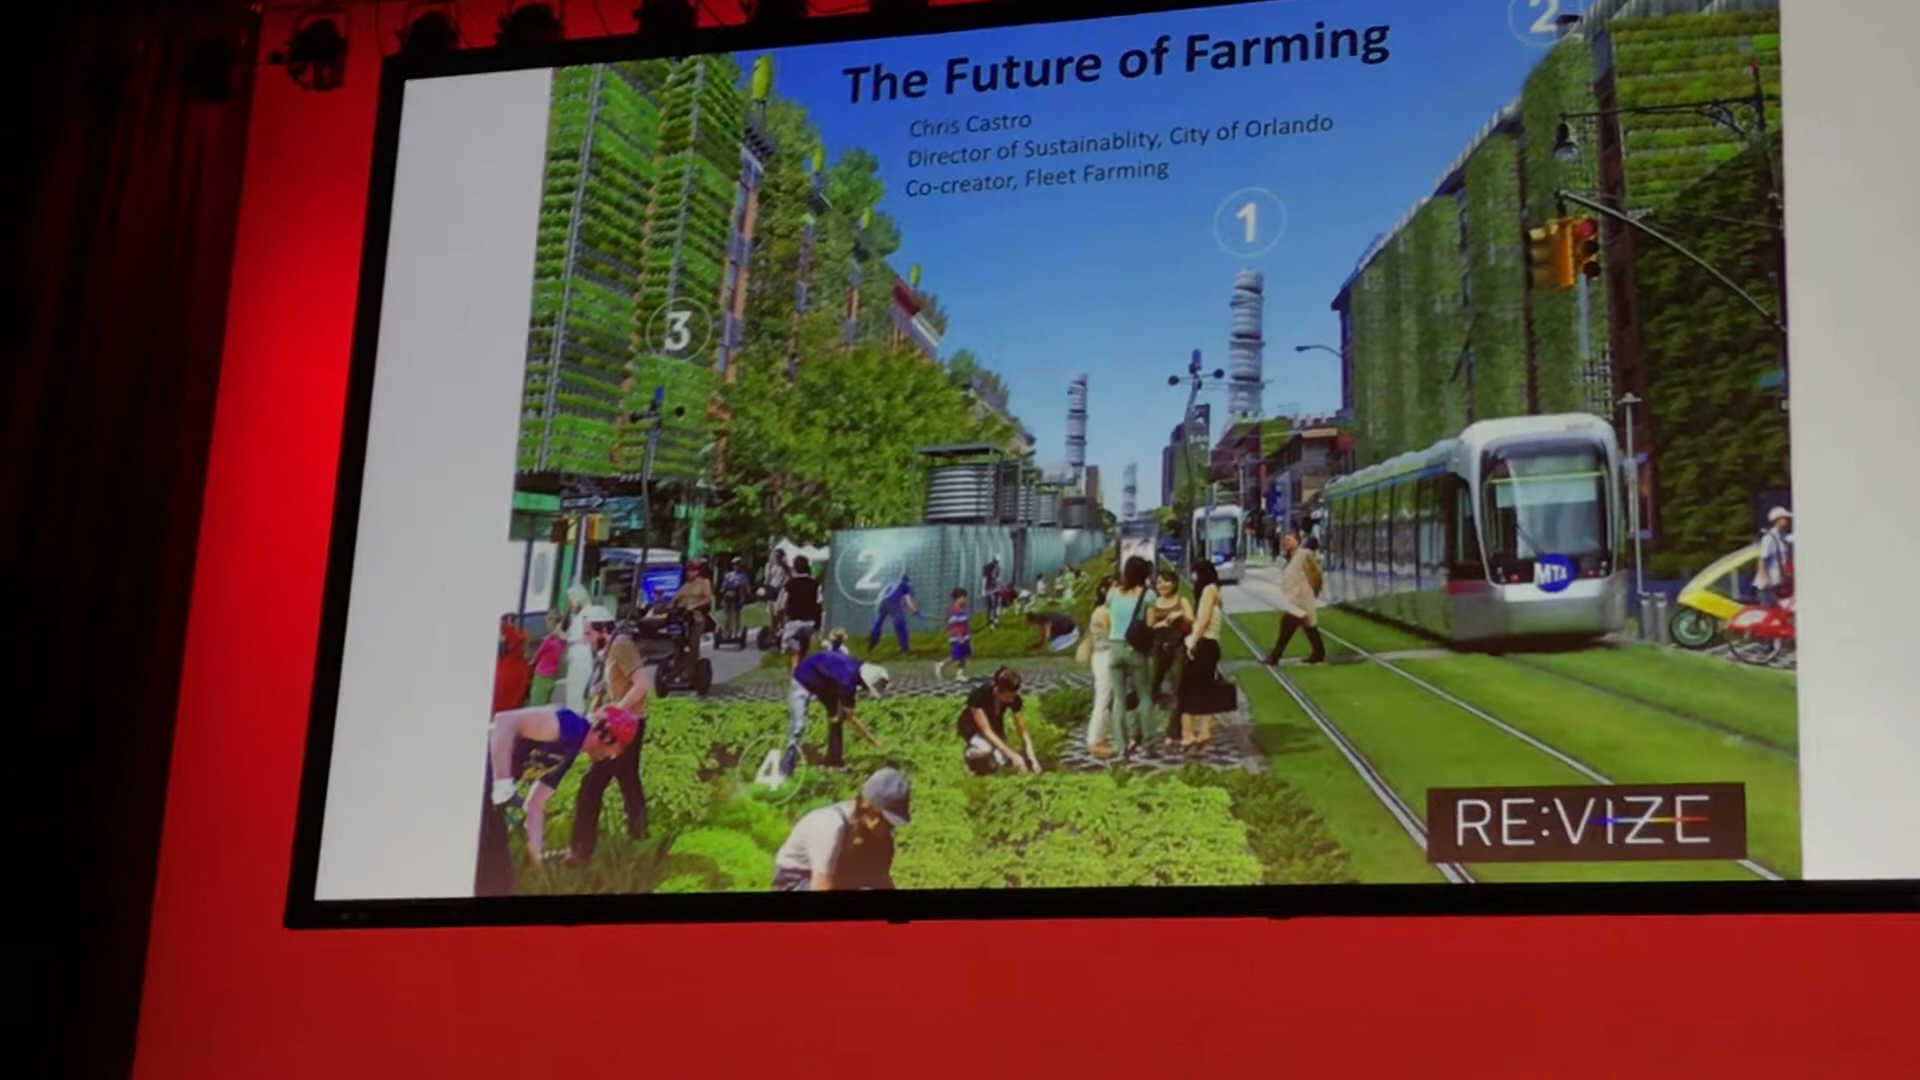 2
The Future of Farming
Chris Castro
Director of Sustainablity, City of Orlando
Co-creator, Fleet Farming
1
3
2
MTA
4
RE:VIZE